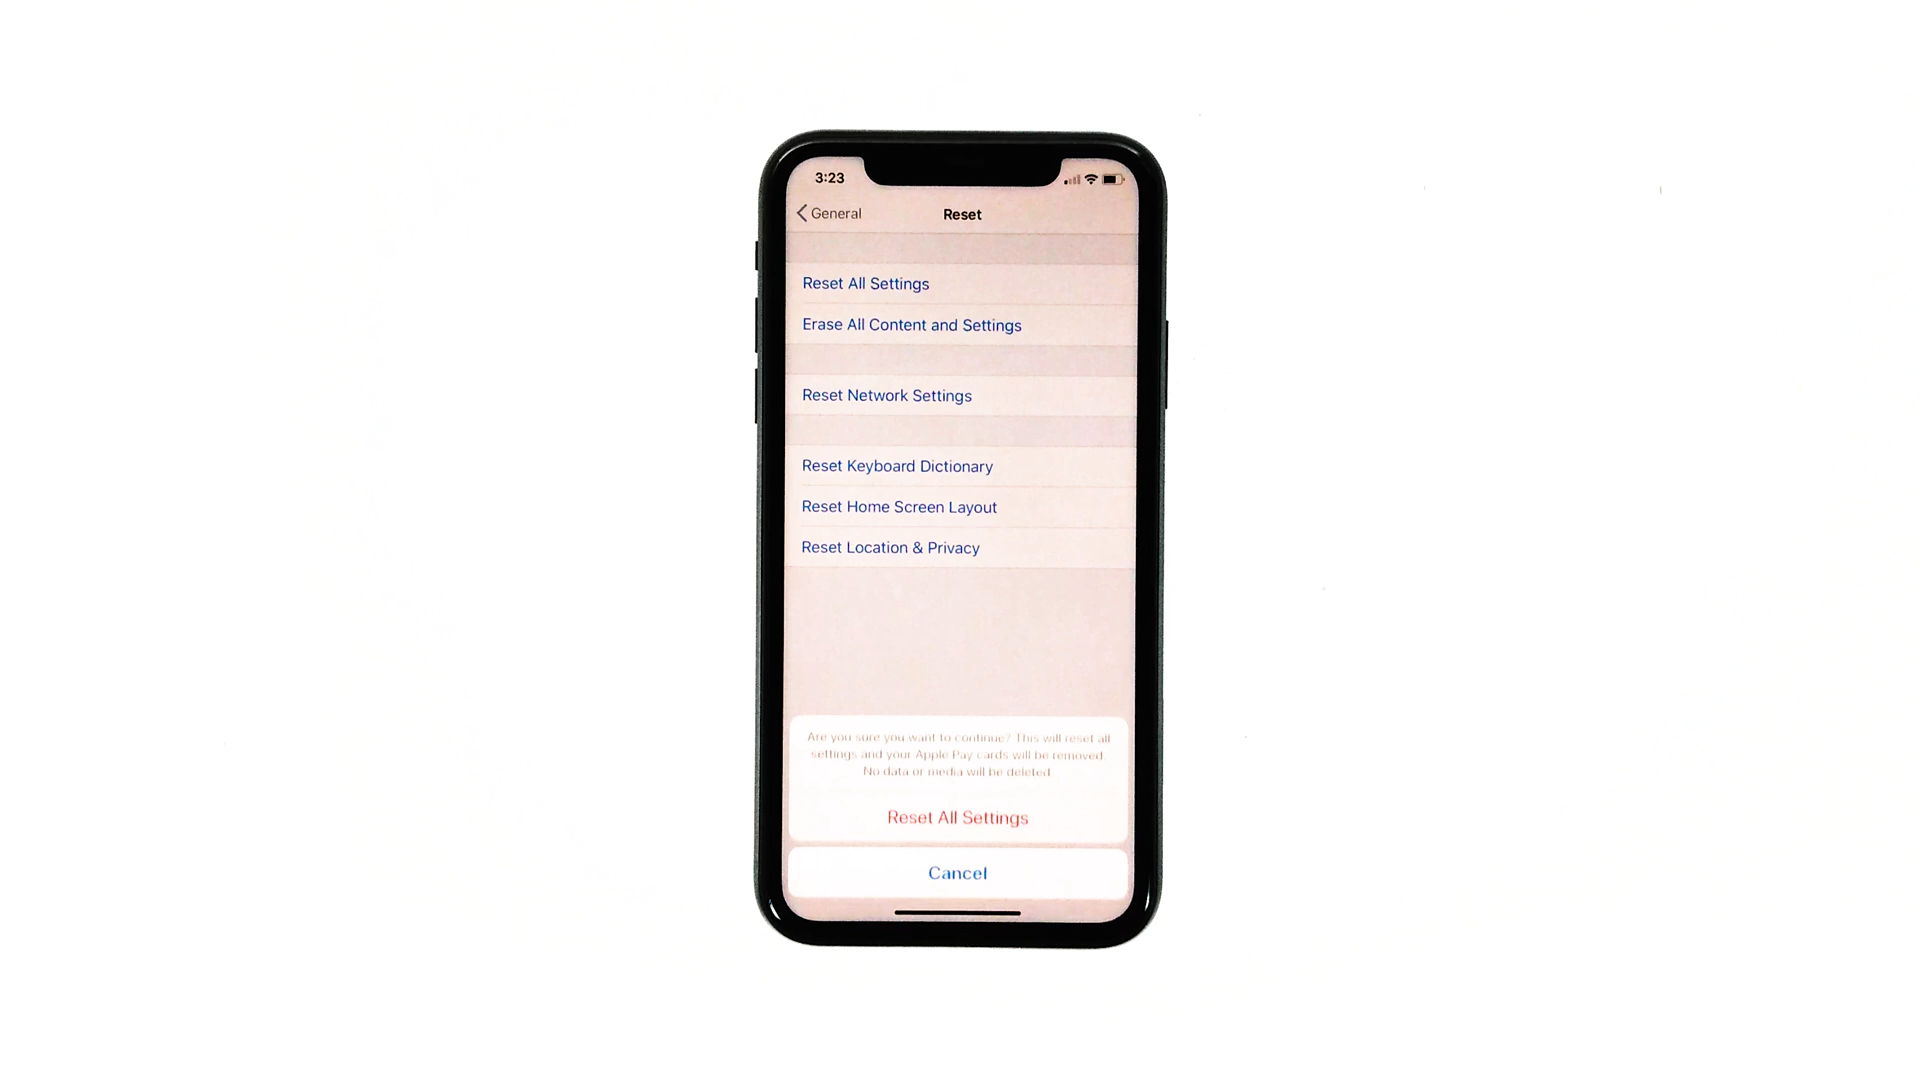 3:23
General
Reset
Reset All Settings
Erase All Content and Settings
Reset Network Settings
Reset Keyboard Dictionary
Reset Home Screen Layout
Reset Location & Privacy
Are you sure you want to continue? This will reset all
settings and your Apple Pay cards will be removed.
No data or media will be deleted.
Reset All Settings
Cancel